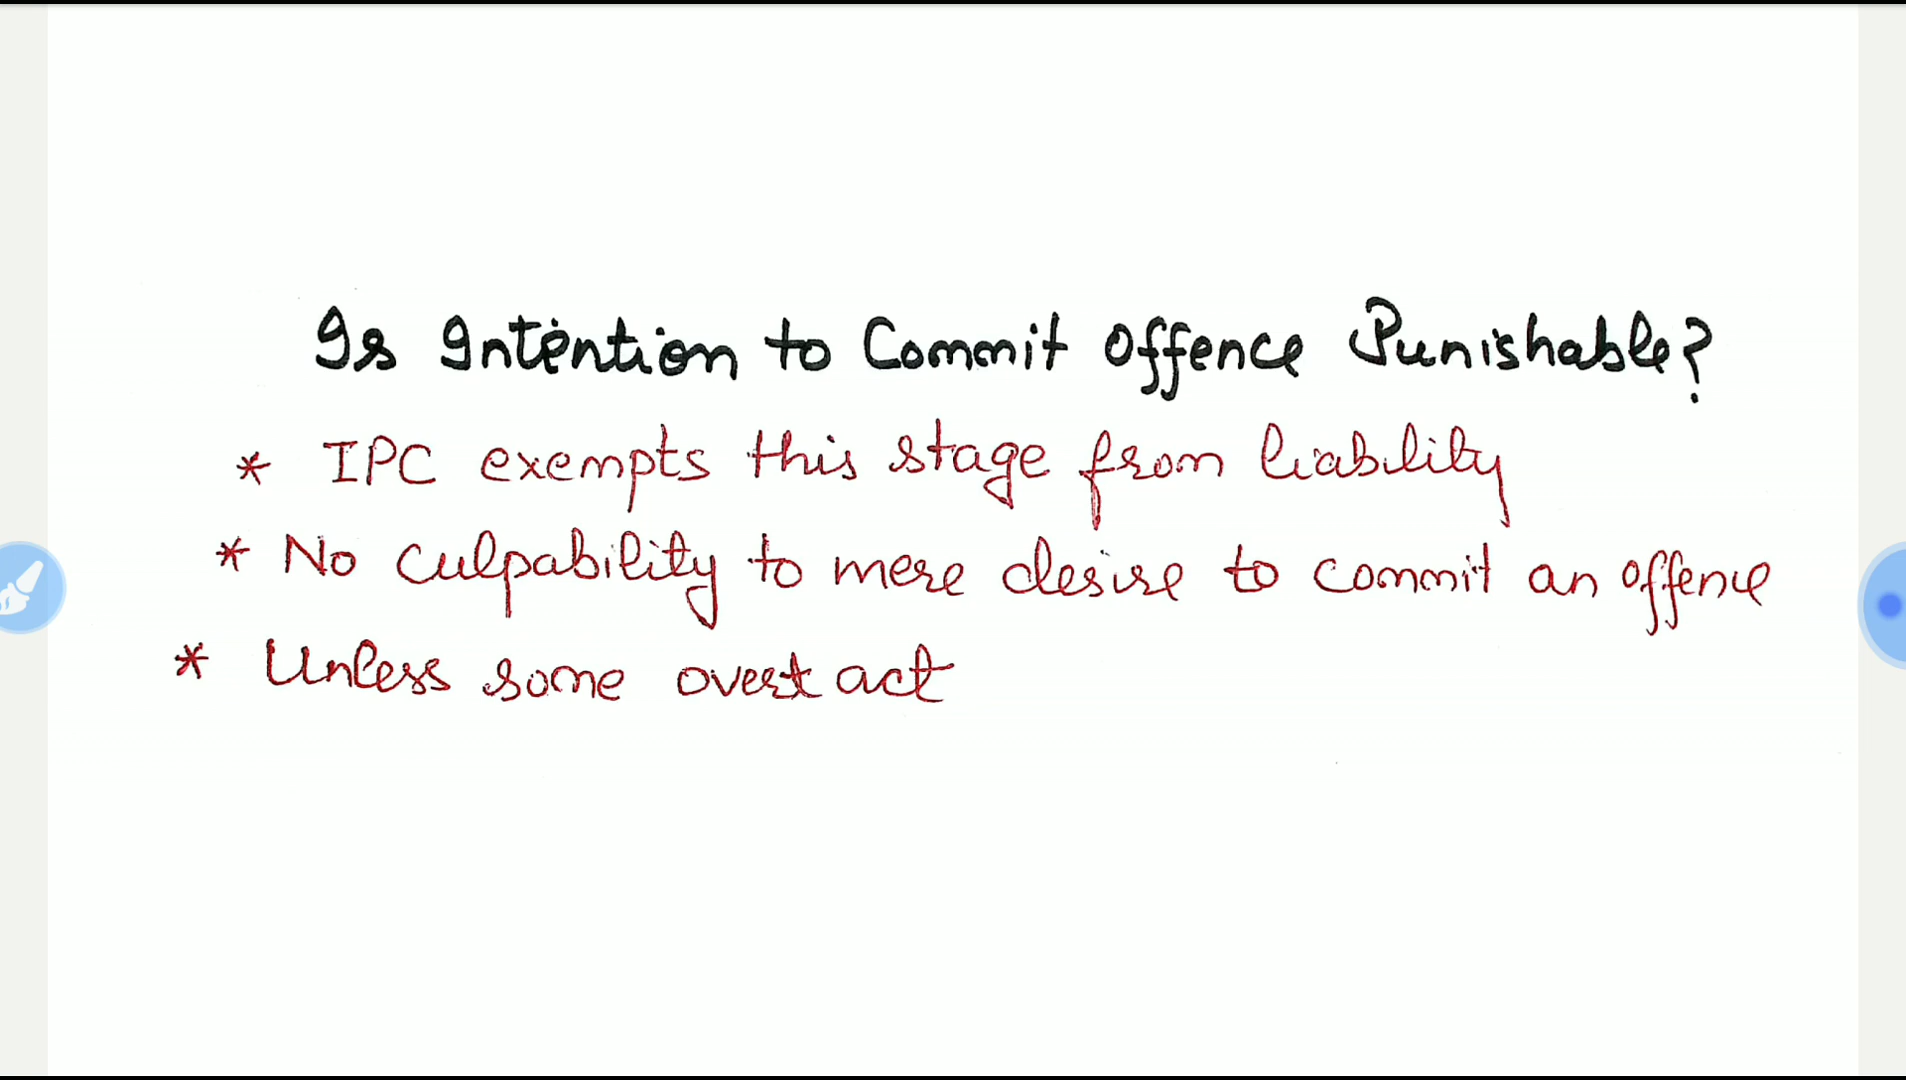 Is Intention to Commit offence Punishable?
* IPC exempts this stage from liability
* No culpability to mere desire to commit an offence
* Unless some overt act